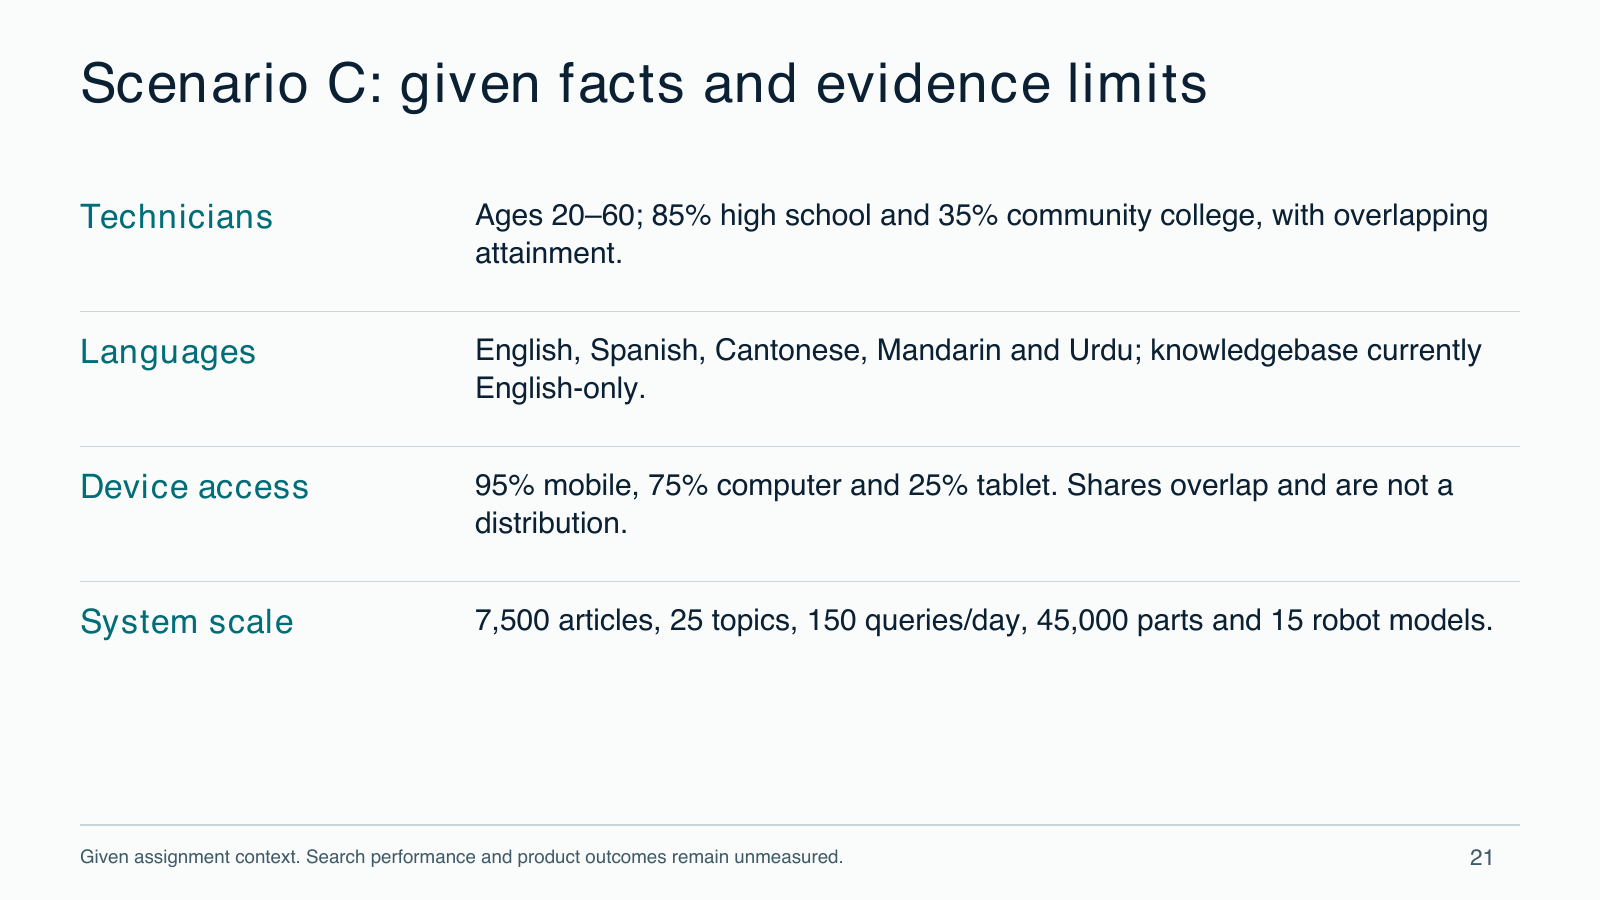 Scenario C: given facts and evidence limits
Technicians
Ages 20–60; 85% high school and 35% community college, with overlapping
attainment.
Languages
English, Spanish, Cantonese, Mandarin and Urdu; knowledgebase currently
English-only.
Device access
95% mobile, 75% computer and 25% tablet. Shares overlap and are not a
distribution.
System scale
7,500 articles, 25 topics, 150 queries/day, 45,000 parts and 15 robot models.
Given assignment context. Search performance and product outcomes remain unmeasured.
21